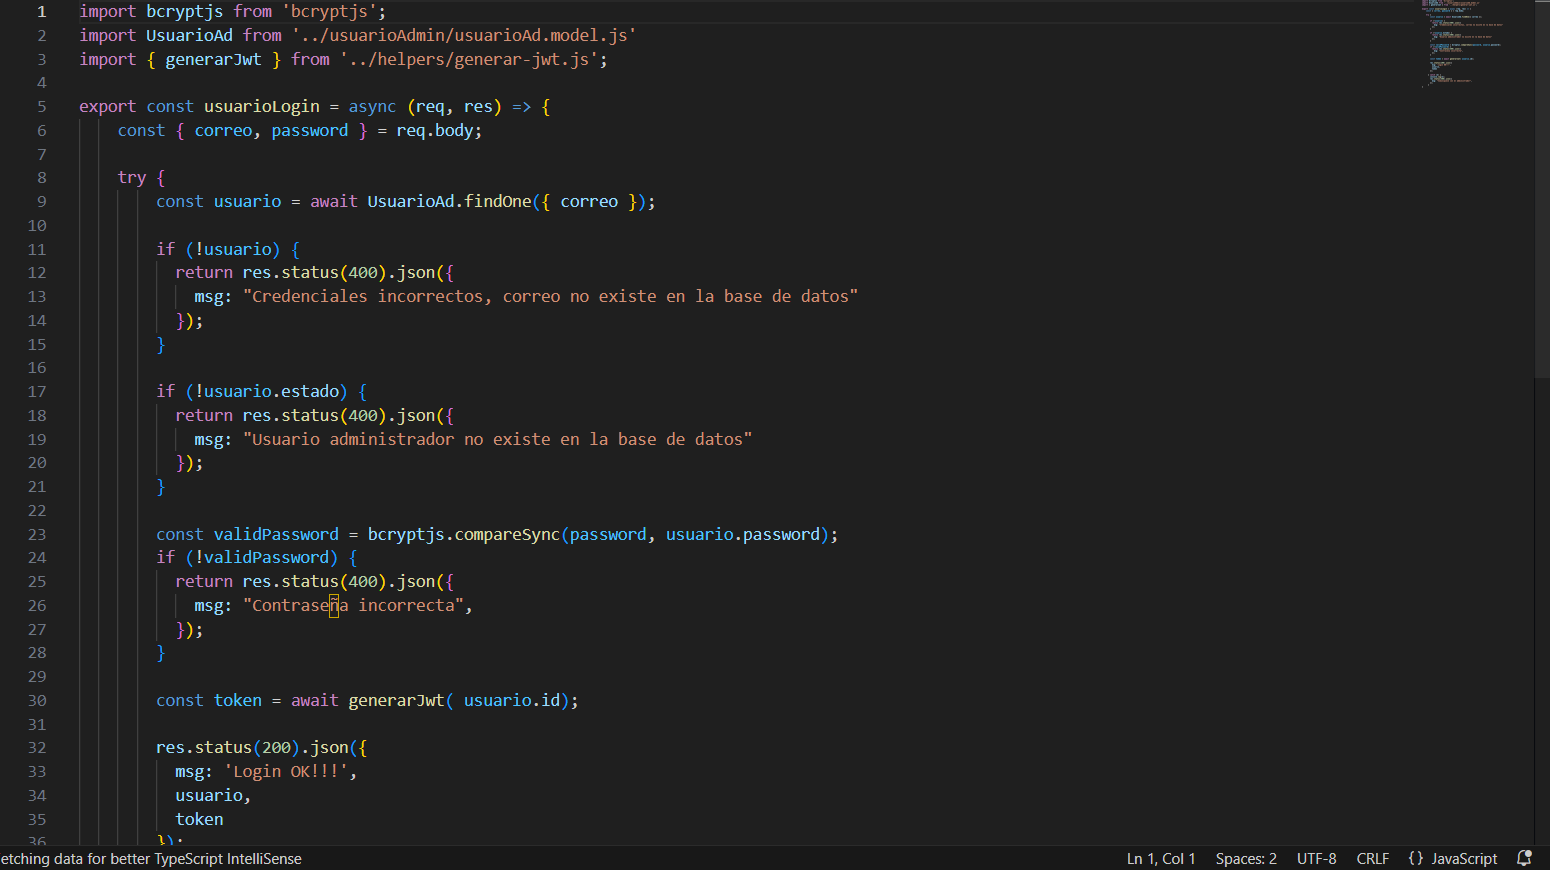 1 import bcryptjs from 'bcryptjs';
2 import UsuarioAd from '../usuarioAdmin/usuarioAd.model.js'
3 import { generarJwt } from '../helpers/generar-jwt.js';
4
5 export const usuarioLogin = async (req, res) => {
6 const { correo, password } = req.body;
7
8 try {
9 const usuario = await UsuarioAd.findOne({ correo });
10
11 if (!usuario) {
12 return res.status(400).json({
13 msg: "Credenciales incorrectos, correo no existe en la base de datos"
14 });
15 }
16
17 if (!usuario.estado) {
18 return res.status(400).json({
19 msg: "Usuario administrador no existe en la base de datos"
20 });
21 }
22
23 const validPassword = bcryptjs.compareSync(password, usuario.password);
24 if (!validPassword) {
25 return res.status(400).json({
26 msg: "Contraseña incorrecta",
27 });
28 }
29
30 const token = await generarJwt( usuario.id);
31
32 res.status(200).json({
33 msg: 'Login OK!!!',
34 usuario,
35 token
36 });
etching data for better TypeScript IntelliSense Ln 1, Col 1 Spaces: 2 UTF-8 CRLF {} JavaScript